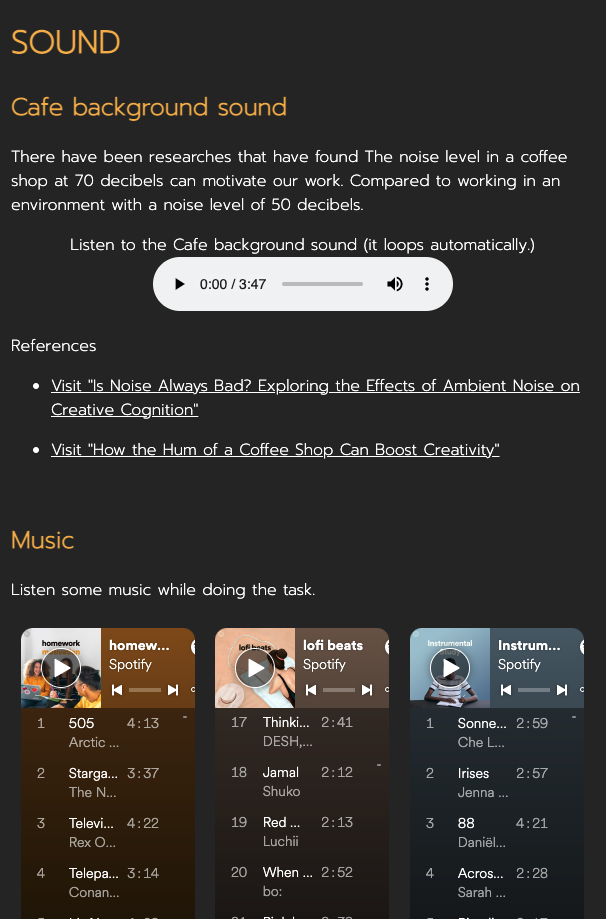 SOUND
Cafe background sound
There have been researches that have found The noise level in a coffee
shop at 70 decibels can motivate our work. Compared to working in an
environment with a noise level of 50 decibels.
Listen to the Cafe background sound (it loops automatically.)
0:00 / 3:47
References
Visit "Is Noise Always Bad? Exploring the Effects of Ambient Noise on
Creative Cognition"
Visit "How the Hum of a Coffee Shop Can Boost Creativity"
Music
Listen some music while doing the task.
homework
homew...
Spotify
1 505 4:13
Arctic ...
2 Starga... 3:37
The N...
3 Televi... 4:22
Rex O...
4 Telepa... 3:14
Conan...
lofi beats
lofi beats
Spotify
17 Thinki... 2:41
DESH,...
18 Jamal 2:12
Shuko
19 Red ... 2:13
Luchii
20 When ... 2:52
bo:
Instrumental
Instrum...
Spotify
1 Sonne... 2:59
Che L...
2 Irises 2:57
Jenna ...
3 88 4:21
Daniël...
4 Acros... 2:28
Sarah ...